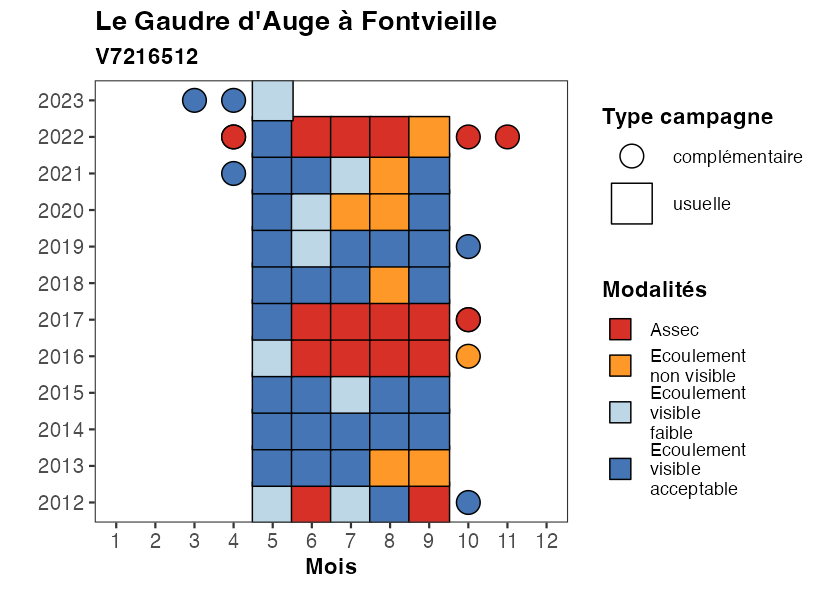 Le Gaudre d'Auge à Fontvieille
V7216512
2023
2022
2021
2020
2019
2018
2017
2016
2015
2014
2013
2012
1 2 3 4 5 6 7 8 9 10 11 12
Mois
Type campagne
complémentaire
usuelle
Modalités
Assec
Ecoulement
non visible
Ecoulement
visible
faible
Ecoulement
visible
acceptable